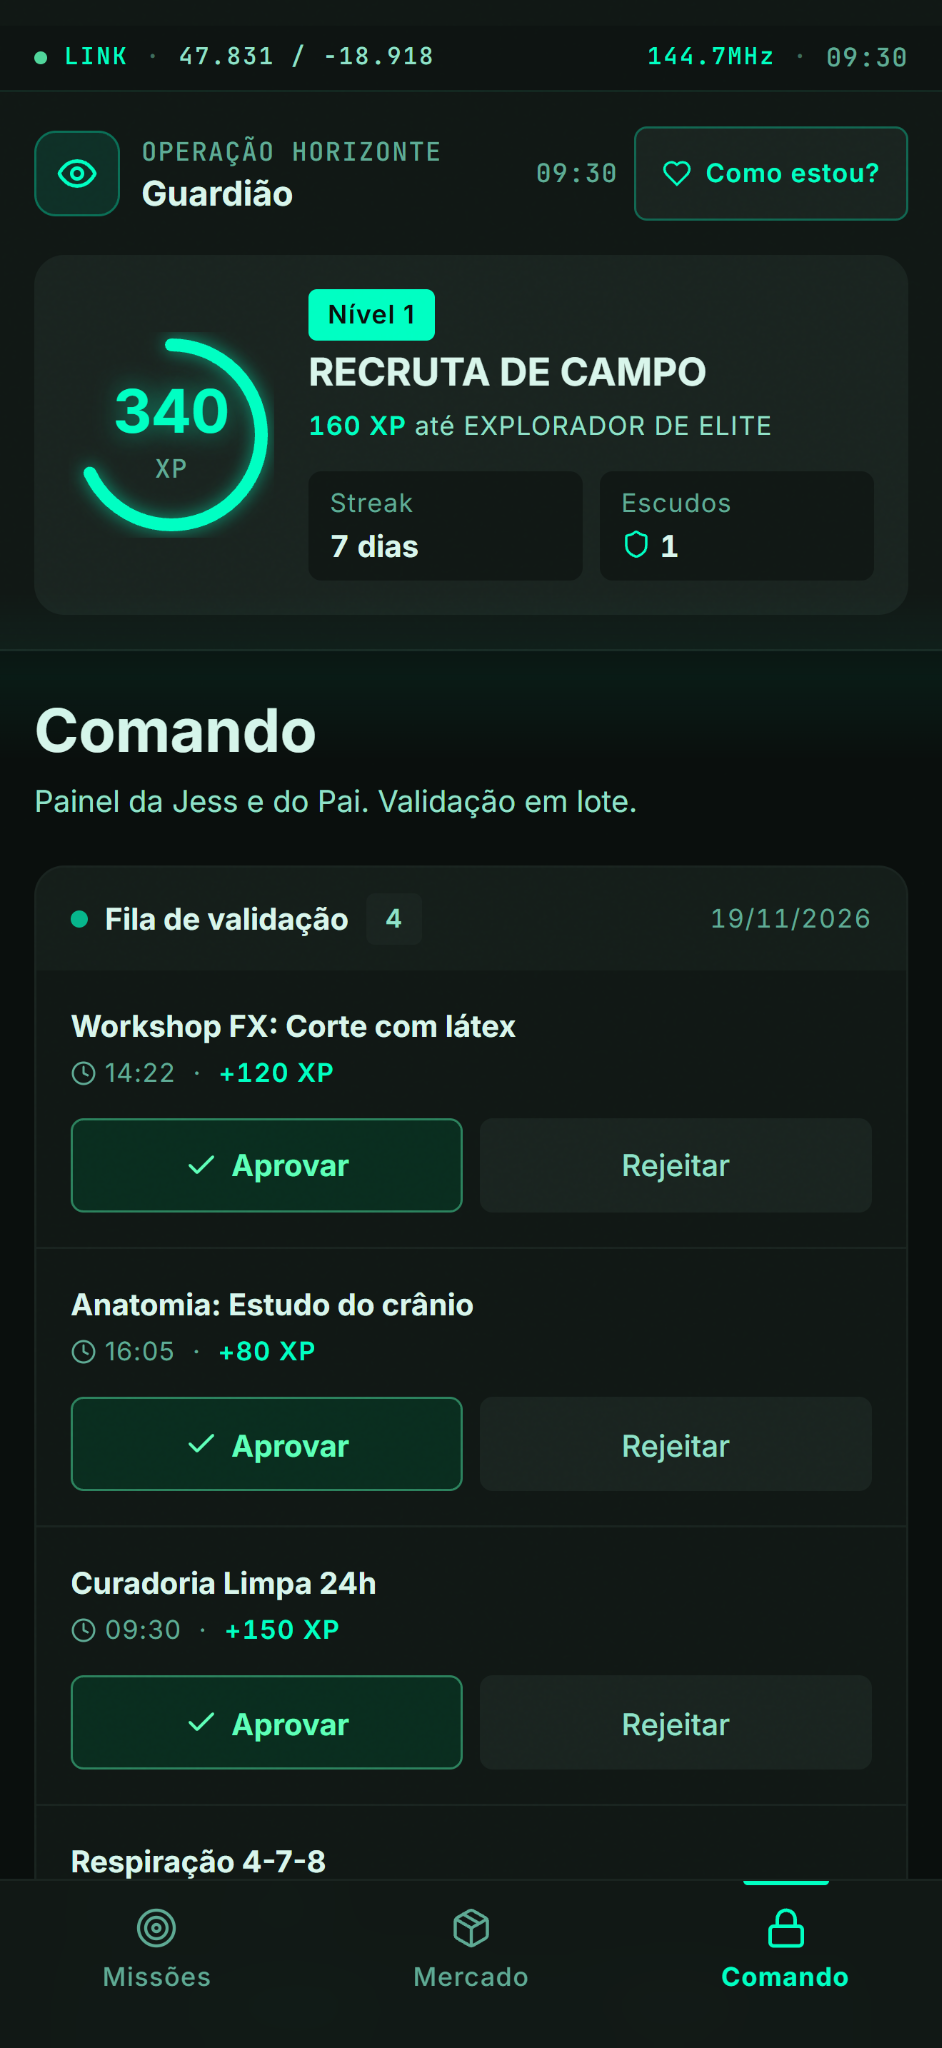 LINK · 47.831 / -18.918
144.7MHz · 09:30
OPERAÇÃO HORIZONTE
Guardião
09:30
Como estou?
340
XP
Nível 1
RECRUTA DE CAMPO
160 XP até EXPLORADOR DE ELITE
Streak
7 dias
Escudos
1
Comando
Painel da Jess e do Pai. Validação em lote.
Fila de validação 4
19/11/2026
Workshop FX: Corte com látex
14:22 · +120 XP
Aprovar
Rejeitar
Anatomia: Estudo do crânio
16:05 · +80 XP
Aprovar
Rejeitar
Curadoria Limpa 24h
09:30 · +150 XP
Aprovar
Rejeitar
Respiração 4-7-8
Missões
Mercado
Comando